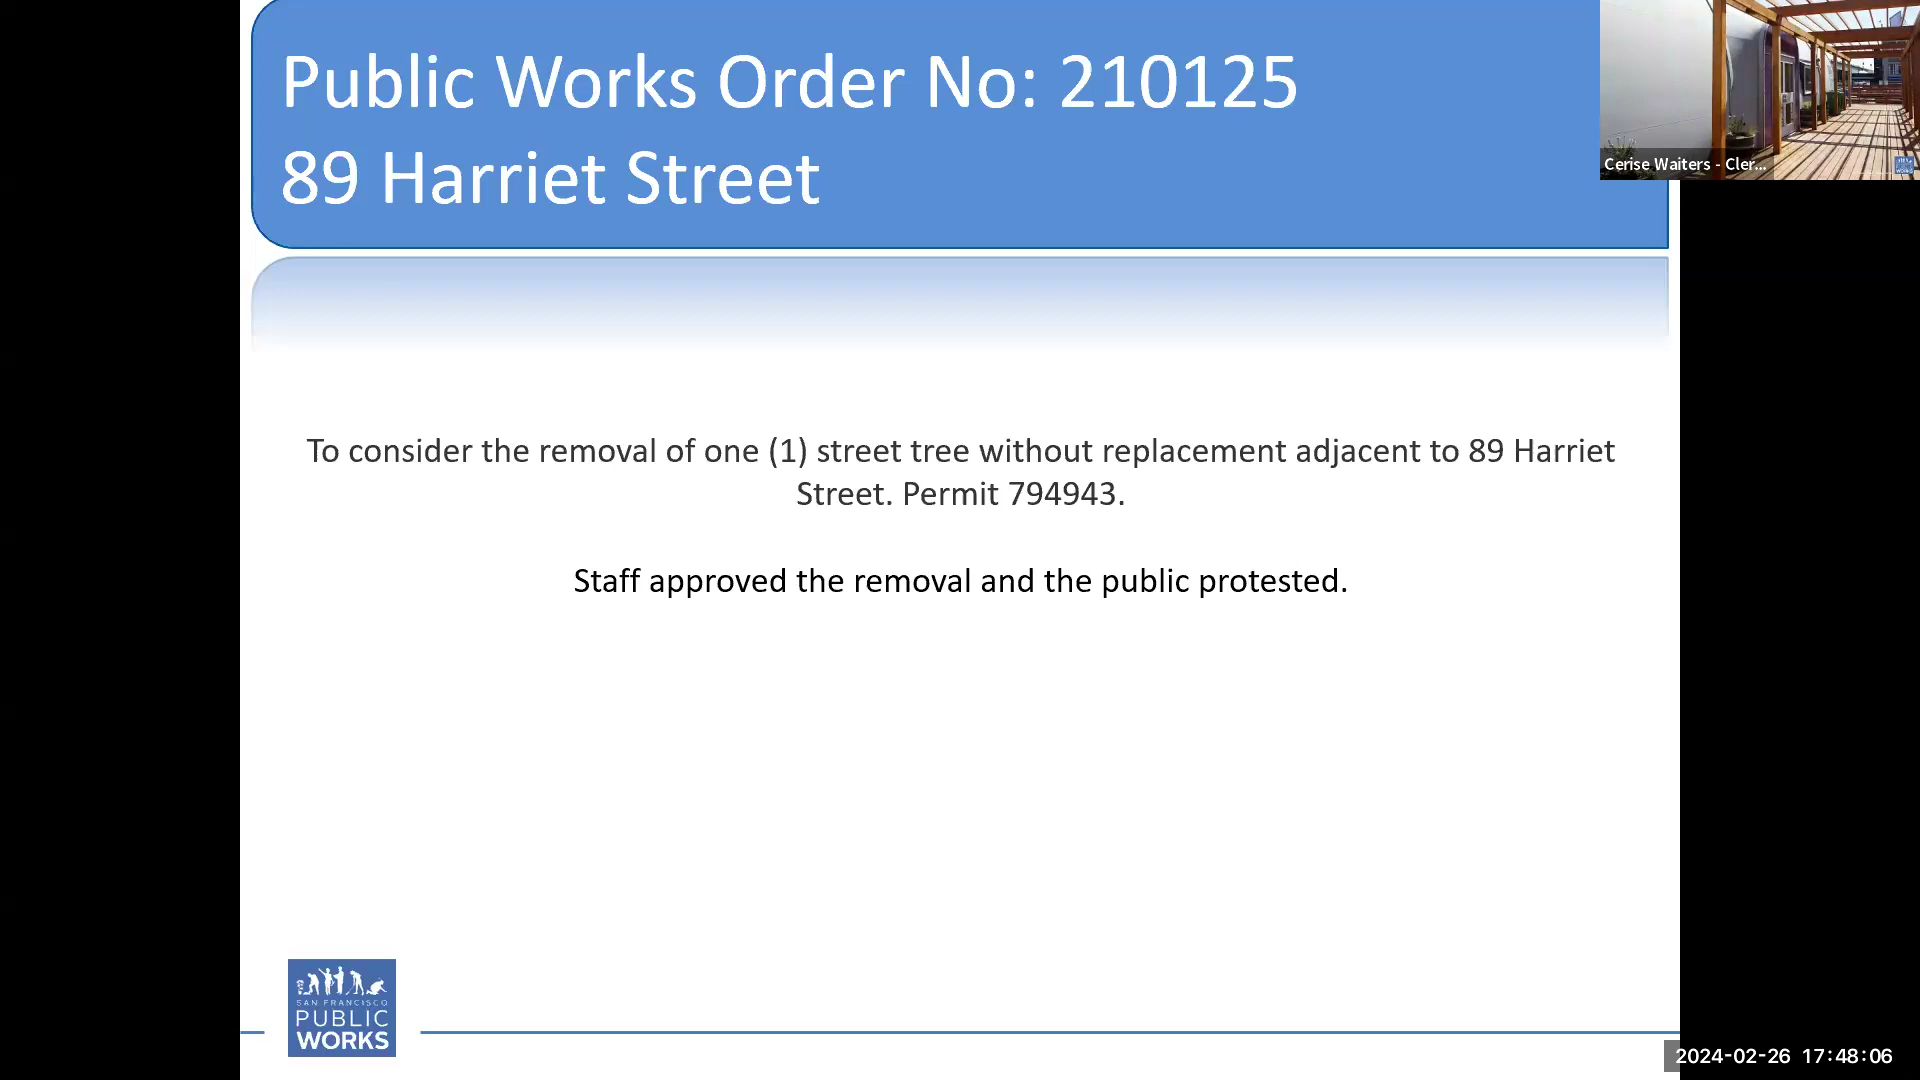 Public Works Order No: 210125
89 Harriet Street
Cerise Waiters - Cler...
To consider the removal of one (1) street tree without replacement adjacent to 89 Harriet
Street. Permit 794943.
Staff approved the removal and the public protested.
SAN FRANCISCO
PUBLIC
WORKS
2024-02-26 17:48:06